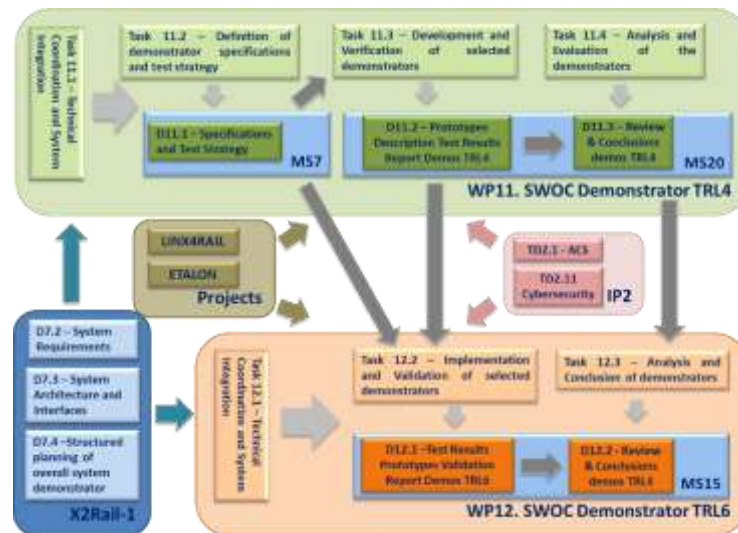 Task 11.1 – Technical
Coordination and System
Integration
Task 11.2 – Definition of
demonstrator specifications
and test strategy
Task 11.3 – Development and
Verification of selected
demonstrators
Task 11.4 – Analysis and
Evaluation of the
demonstrators
D11.1 – Specifications
and Test Strategy
MS7
D11.2 – Prototypes
Description Test Results
Report Demos TRL4
D11.3 – Review
& Conclusions
demos TRL4
MS20
WP11. SWOC Demonstrator TRL4
LINX4RAIL
ETALON
Projects
TD2.1 - ACS
TD2.11
Cybersecurity
IP2
D7.2 – System
Requirements
D7.3 – System
Architecture and
Interfaces
D7.4 –Structured
planning of
overall system
demonstrator
X2Rail-1
Task 12.1 – Technical
Coordination and System
Integration
Task 12.2 – Implementation
and Validation of selected
demonstrators
Task 12.3 – Analysis and
Conclusion of demonstrators
D12.1 –Test Results
Prototypes Validation
Report Demos TRL6
D12.2 - Review
& Conclusions
demos TRL4
MS15
WP12. SWOC Demonstrator TRL6